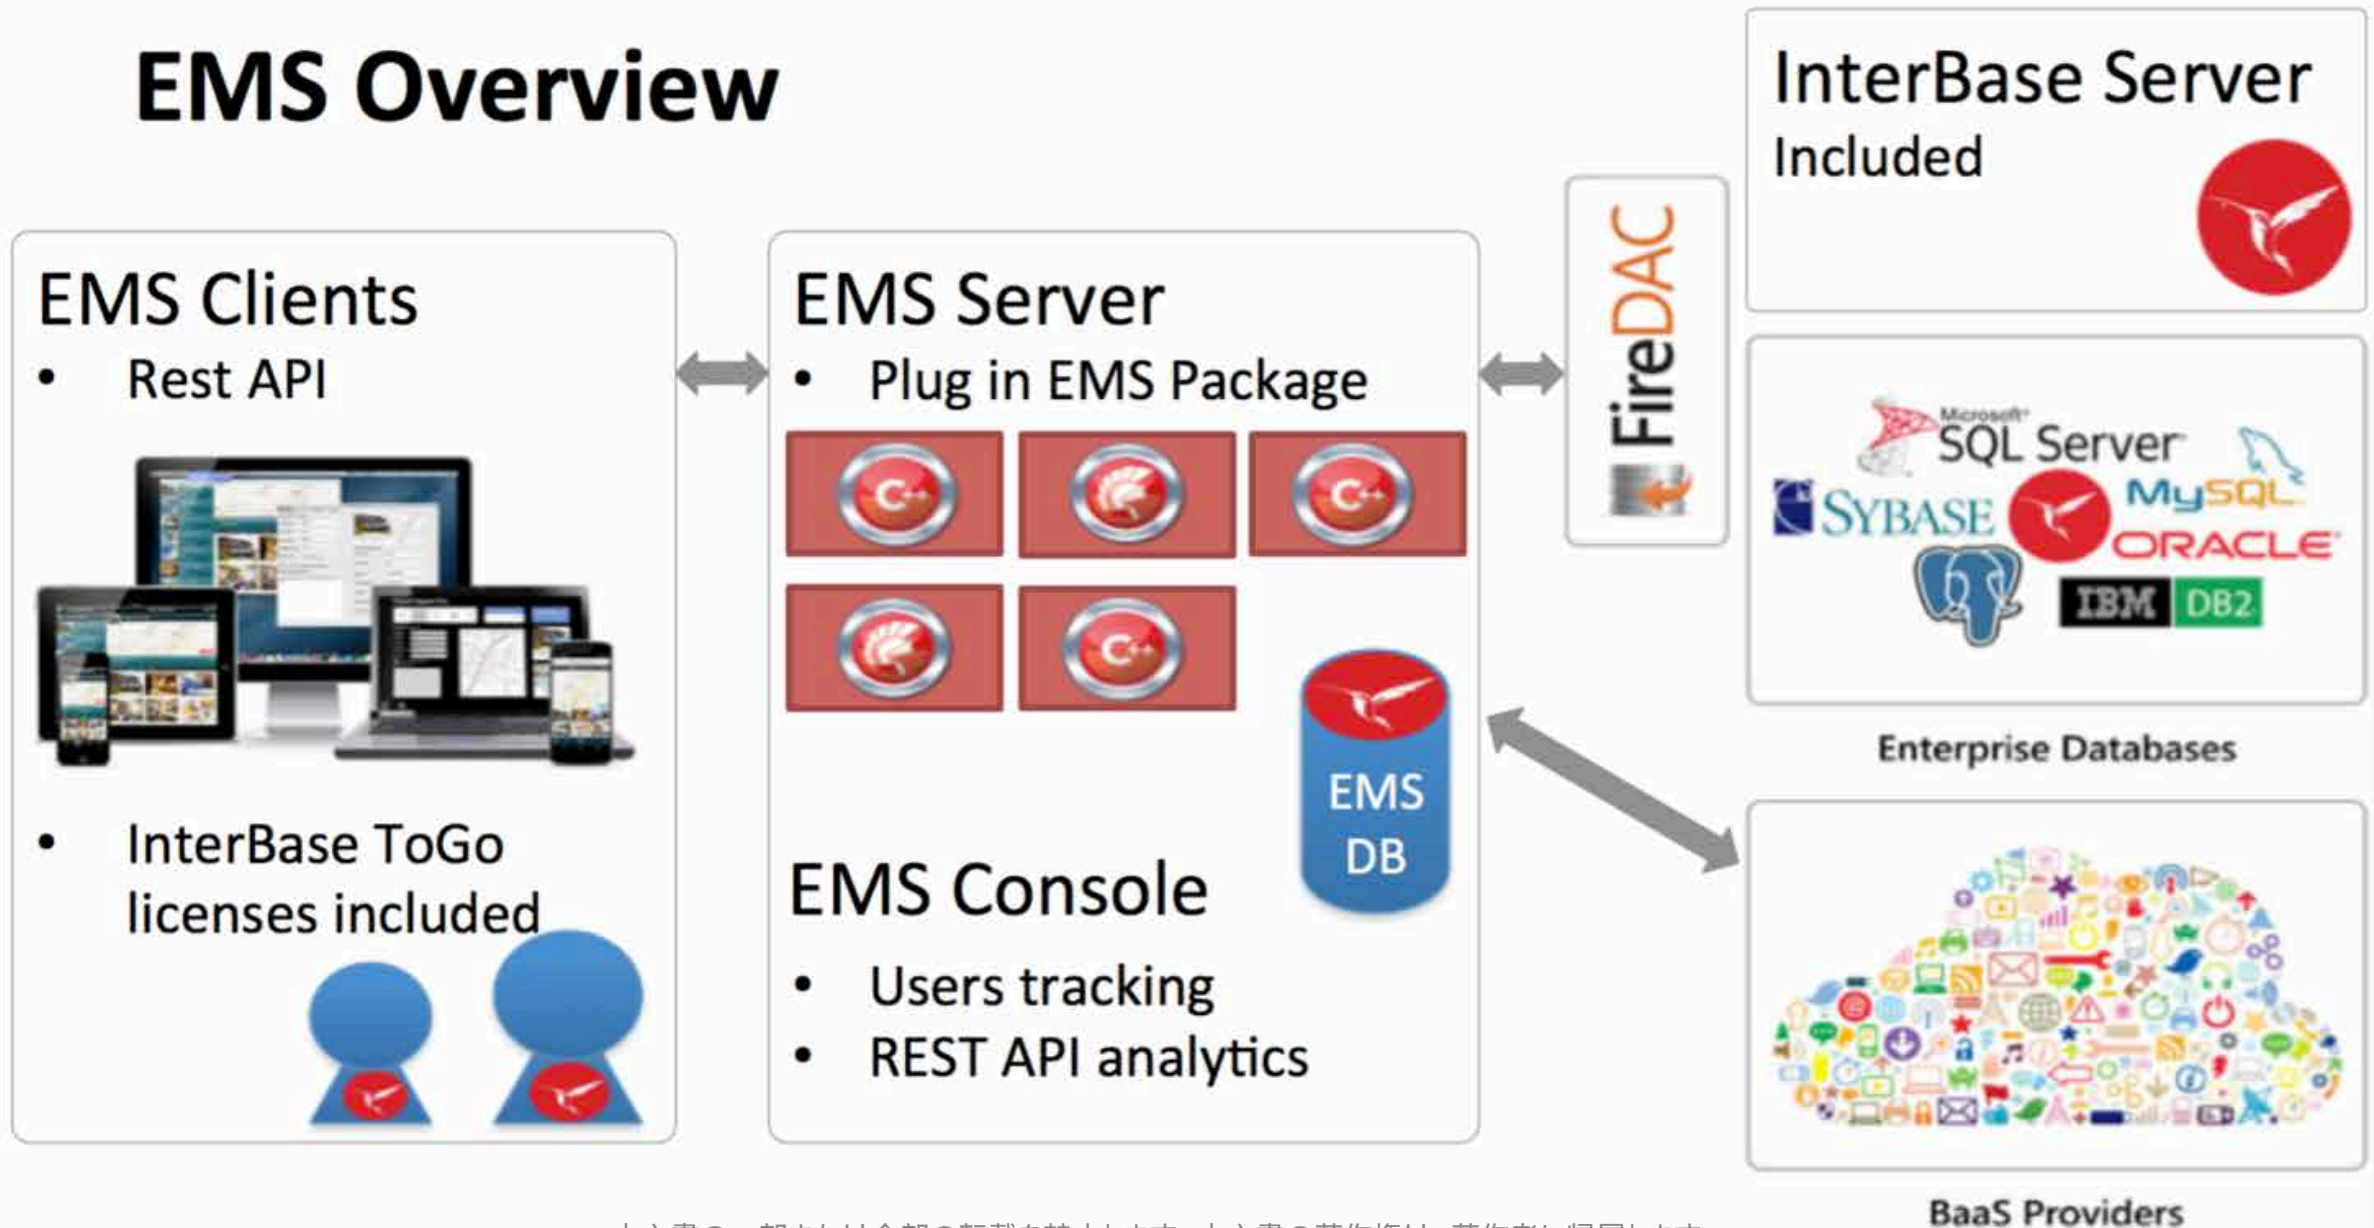 EMS Overview
EMS Clients
• Rest API
• InterBase ToGo
licenses included
EMS Server
• Plug in EMS Package
C++
C++
C++
EMS
DB
EMS Console
• Users tracking
• REST API analytics
FireDAC
InterBase Server
Included
Microsoft
SQL Server
MySQL
SYBASE
ORACLE
IBM DB2
Enterprise Databases
BaaS Providers